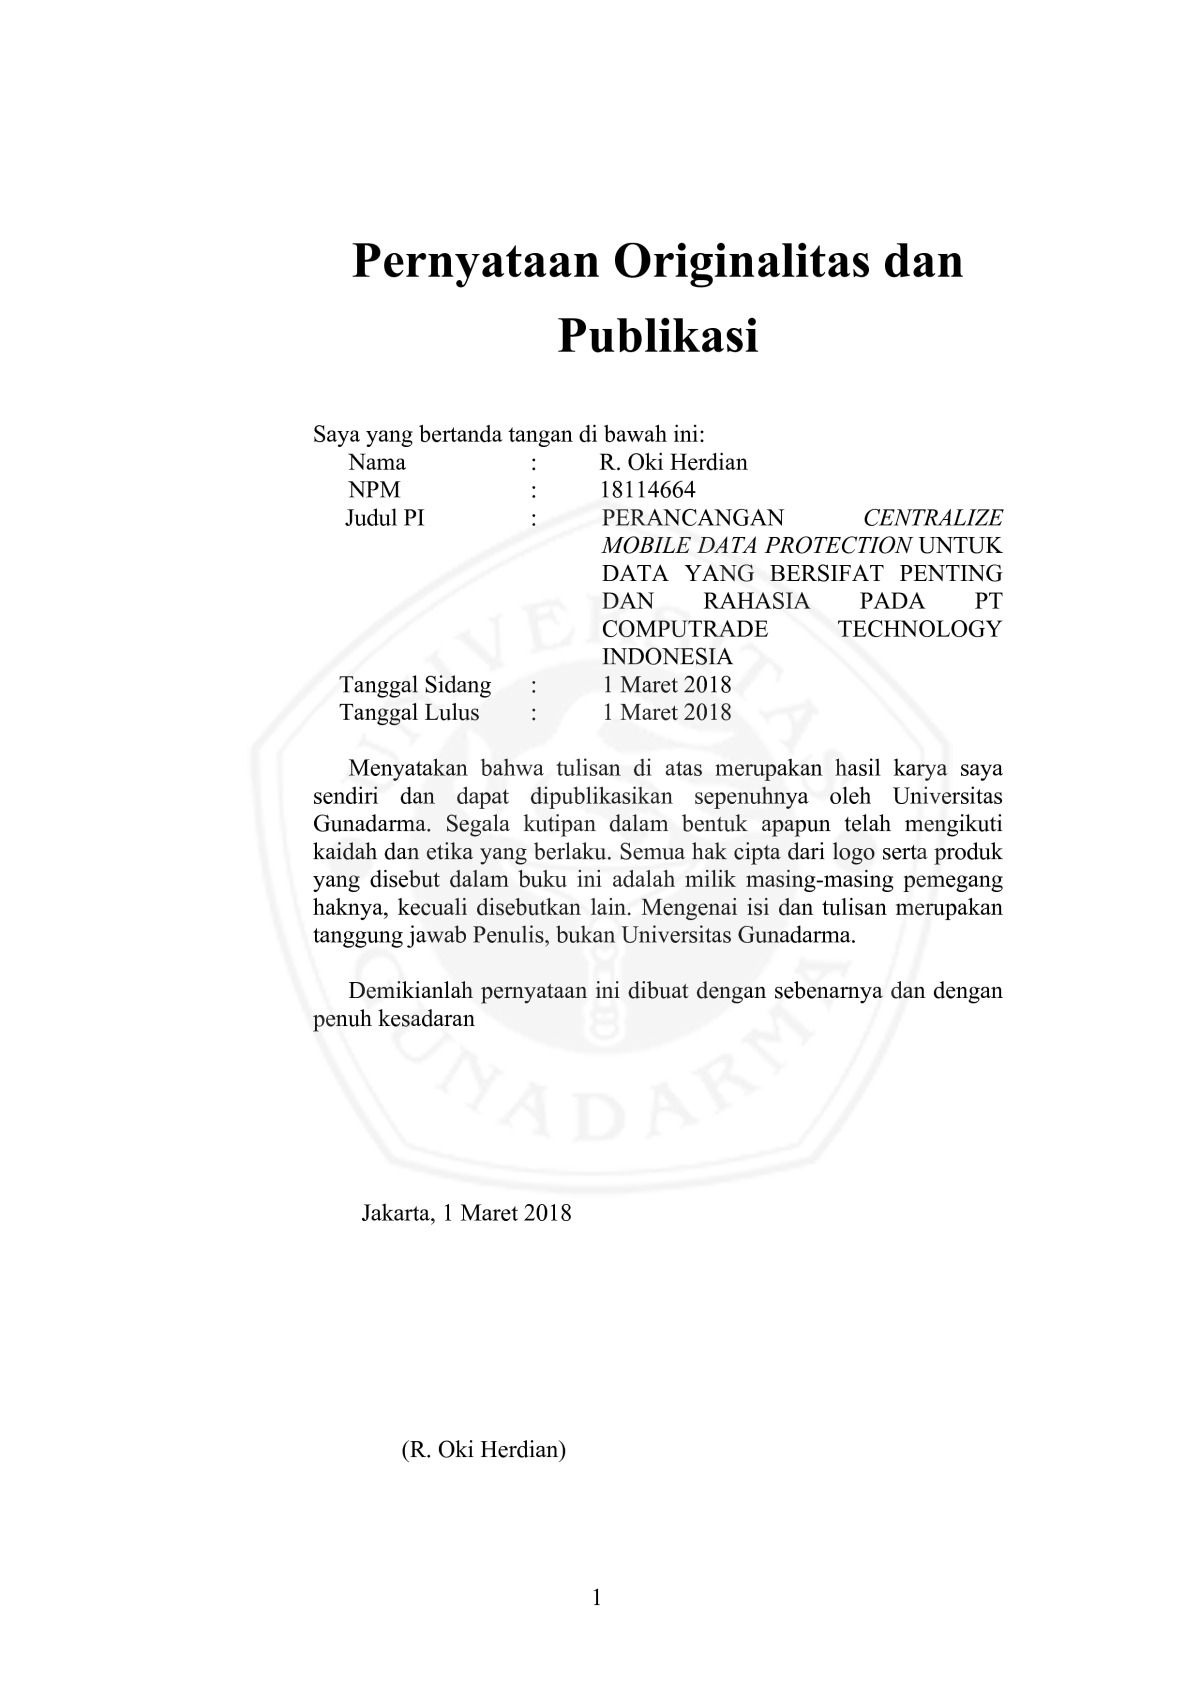 Pernyataan Originalitas dan
Publikasi
Saya yang bertanda tangan di bawah ini:
Nama : R. Oki Herdian
NPM : 18114664
Judul PI : PERANCANGAN CENTRALIZE
MOBILE DATA PROTECTION UNTUK
DATA YANG BERSIFAT PENTING
DAN RAHASIA PADA PT
COMPUTRADE TECHNOLOGY
INDONESIA
Tanggal Sidang : 1 Maret 2018
Tanggal Lulus : 1 Maret 2018
Menyatakan bahwa tulisan di atas merupakan hasil karya saya
sendiri dan dapat dipublikasikan sepenuhnya oleh Universitas
Gunadarma. Segala kutipan dalam bentuk apapun telah mengikuti
kaidah dan etika yang berlaku. Semua hak cipta dari logo serta produk
yang disebut dalam buku ini adalah milik masing-masing pemegang
haknya, kecuali disebutkan lain. Mengenai isi dan tulisan merupakan
tanggung jawab Penulis, bukan Universitas Gunadarma.
Demikianlah pernyataan ini dibuat dengan sebenarnya dan dengan
penuh kesadaran
Jakarta, 1 Maret 2018
(R. Oki Herdian)
1
UNIVERSITAS
GUNADARMA